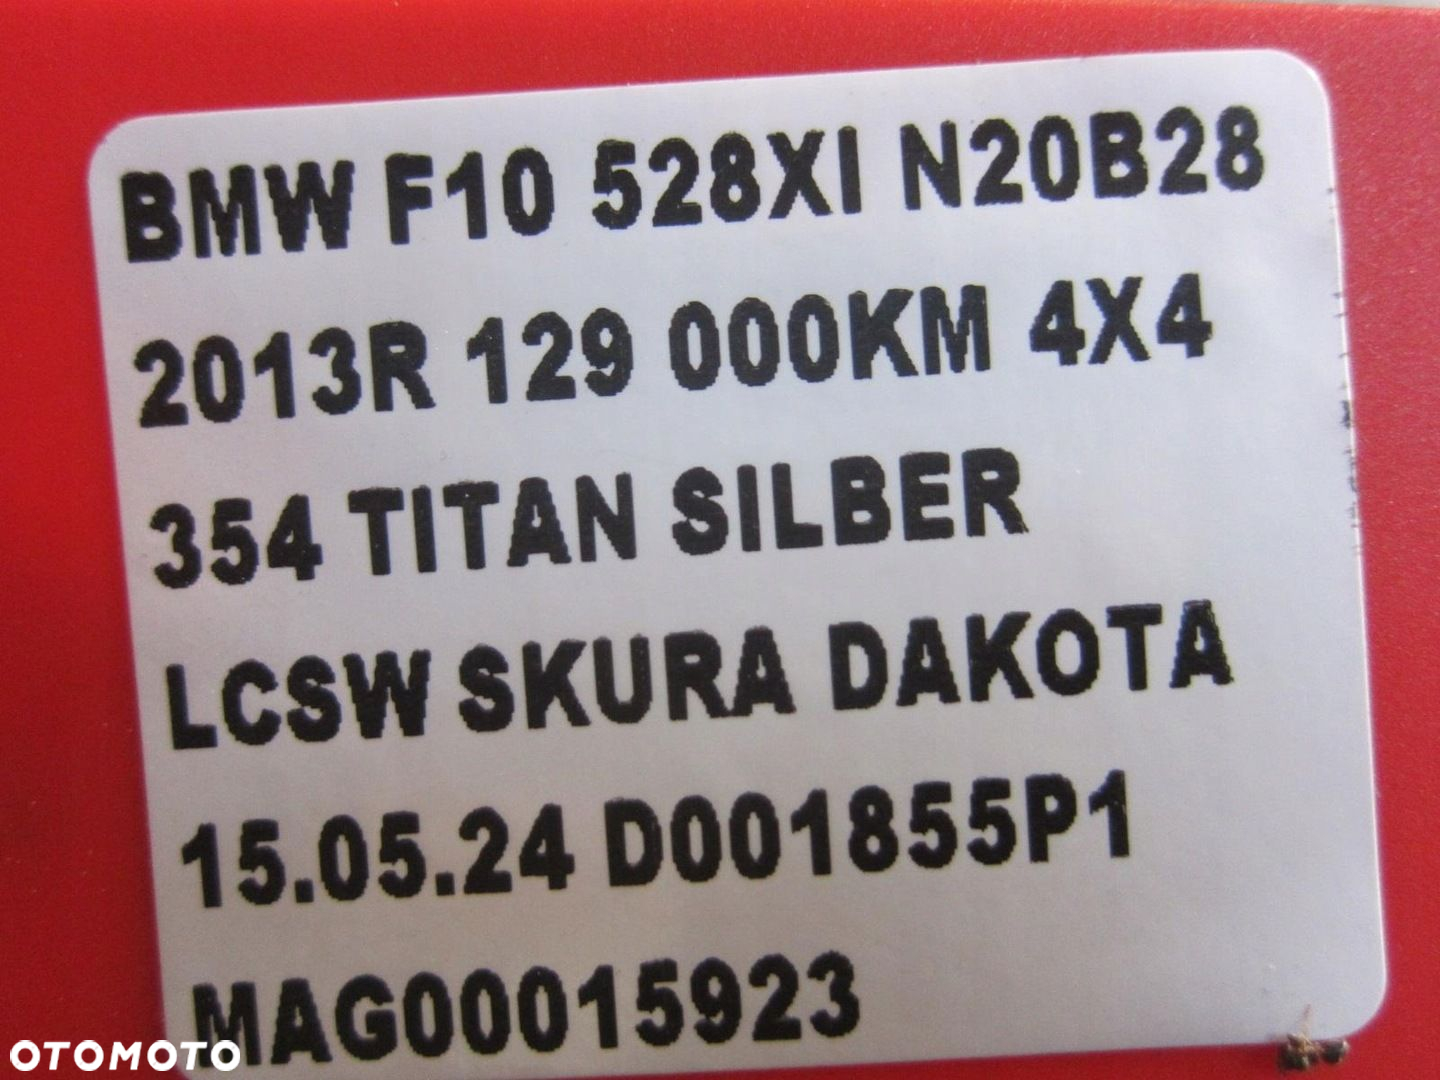 BMW F10 528XI N20B28
2013R 129 000KM 4X4
354 TITAN SILBER
LCSW SKURA DAKOTA
15.05.24 D001855P1
MAG00015923
OTOMOTO